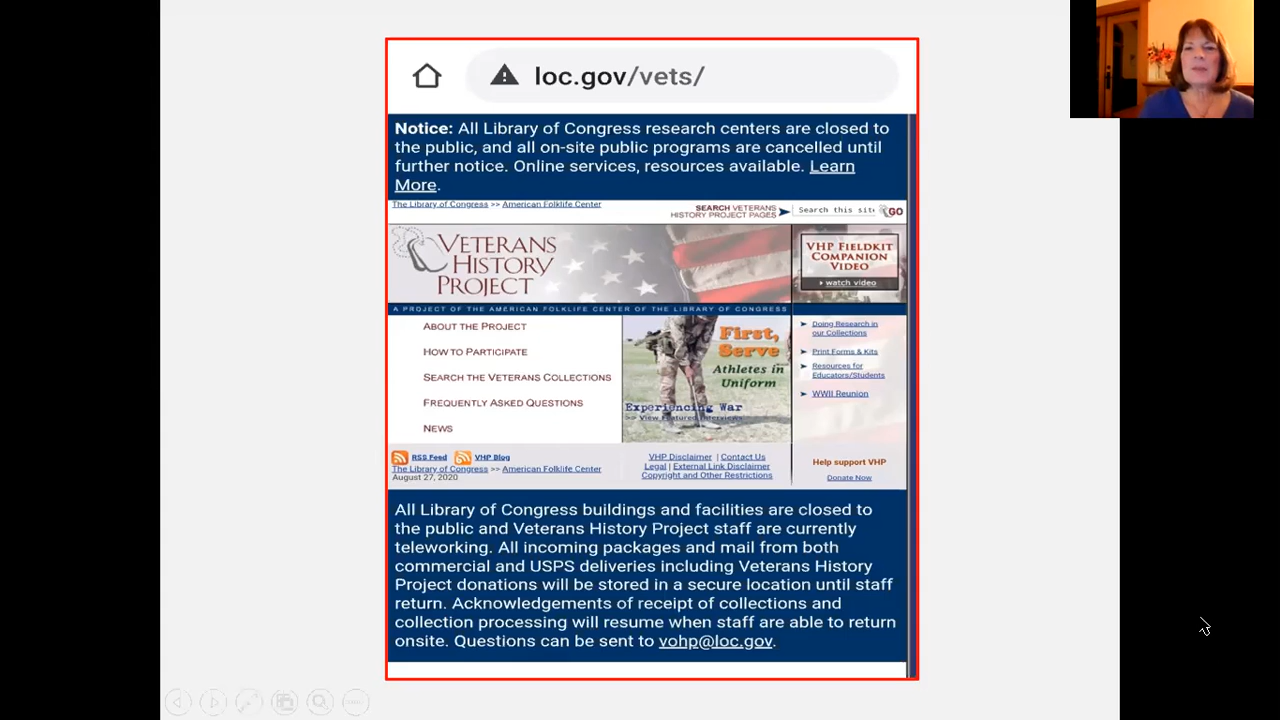 loc.gov/vets/
Notice: All Library of Congress research centers are closed to
the public, and all on-site public programs are cancelled until
further notice. Online services, resources available. Learn
More.
The Library of Congress >> American Folklife Center
SEARCH VETERANS
HISTORY PROJECT PAGES
Search this site
GO
VETERANS
HISTORY
PROJECT
VHP FIELDKIT
COMPANION
VIDEO
watch video
A PROJECT OF THE AMERICAN FOLKLIFE CENTER OF THE LIBRARY OF CONGRESS
ABOUT THE PROJECT
HOW TO PARTICIPATE
SEARCH THE VETERANS COLLECTIONS
FREQUENTLY ASKED QUESTIONS
NEWS
First,
Serve
Athletes in
Uniform
Experiencing War
>> View Featured Interviews
Doing Research in
our Collections
Print Forms & Kits
Resources for
Educators/Students
WWII Reunion
RSS Feed VHP Blog
The Library of Congress >> American Folklife Center
August 27, 2020
VHP Disclaimer | Contact Us
Legal | External Link Disclaimer
Copyright and Other Restrictions
Help support VHP
Donate Now
All Library of Congress buildings and facilities are closed to
the public and Veterans History Project staff are currently
teleworking. All incoming packages and mail from both
commercial and USPS deliveries including Veterans History
Project donations will be stored in a secure location until staff
return. Acknowledgements of receipt of collections and
collection processing will resume when staff are able to return
onsite. Questions can be sent to vohp@loc.gov.